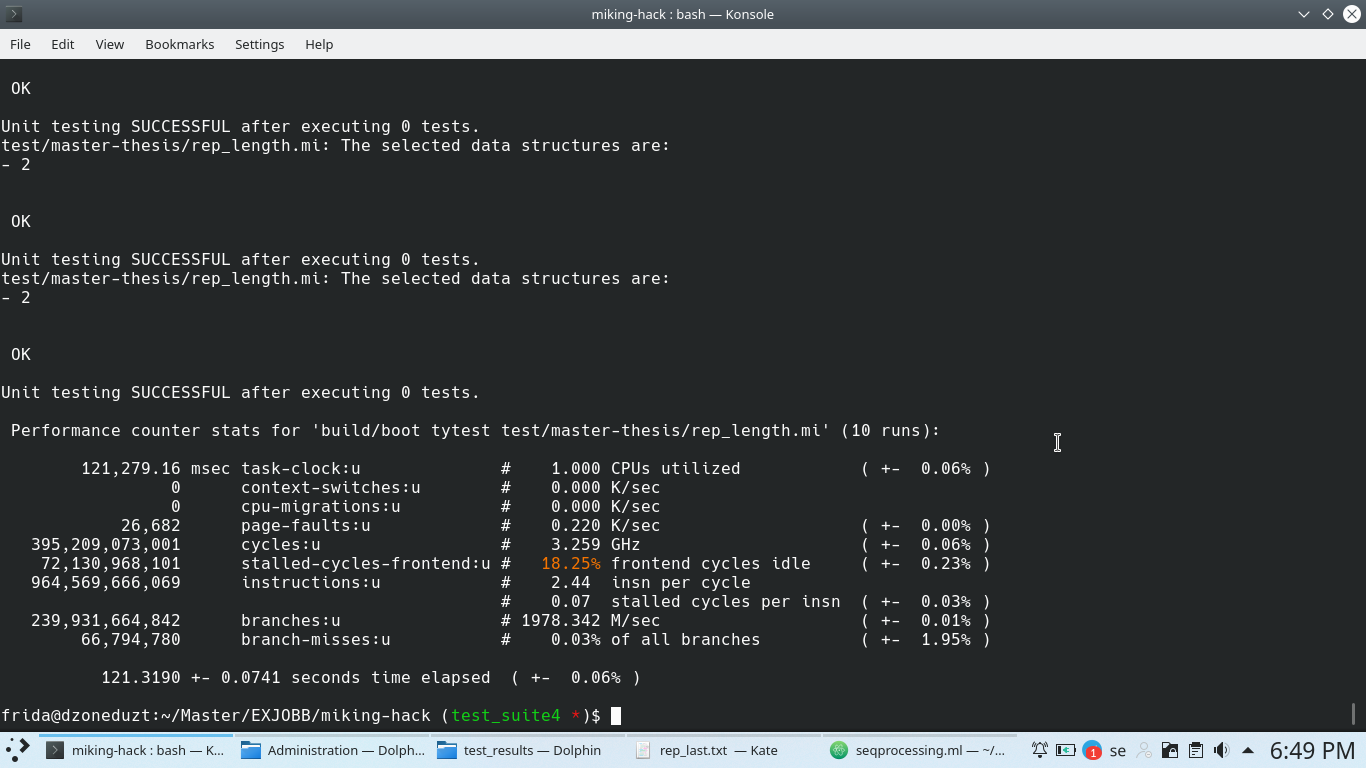 miking-hack : bash — Konsole
File Edit View Bookmarks Settings Help
OK
Unit testing SUCCESSFUL after executing 0 tests.
test/master-thesis/rep_length.mi: The selected data structures are:
- 2
OK
Unit testing SUCCESSFUL after executing 0 tests.
test/master-thesis/rep_length.mi: The selected data structures are:
- 2
OK
Unit testing SUCCESSFUL after executing 0 tests.
Performance counter stats for 'build/boot tytest test/master-thesis/rep_length.mi' (10 runs):
121,279.16 msec task-clock:u # 1.000 CPUs utilized ( +- 0.06% )
0 context-switches:u # 0.000 K/sec
0 cpu-migrations:u # 0.000 K/sec
26,682 page-faults:u # 0.220 K/sec ( +- 0.00% )
395,209,073,001 cycles:u # 3.259 GHz ( +- 0.06% )
72,130,968,101 stalled-cycles-frontend:u # 18.25% frontend cycles idle ( +- 0.23% )
964,569,666,069 instructions:u # 2.44 insn per cycle
# 0.07 stalled cycles per insn ( +- 0.03% )
239,931,664,842 branches:u # 1978.342 M/sec ( +- 0.01% )
66,794,780 branch-misses:u # 0.03% of all branches ( +- 1.95% )
121.3190 +- 0.0741 seconds time elapsed ( +- 0.06% )
frida@dzoneduzt:~/Master/EXJOBB/miking-hack (test_suite4 *)$
miking-hack : bash — K... Administration — Dolph... test_results — Dolphin rep_last.txt — Kate seqprocessing.ml — ~/... 1 se 6:49 PM